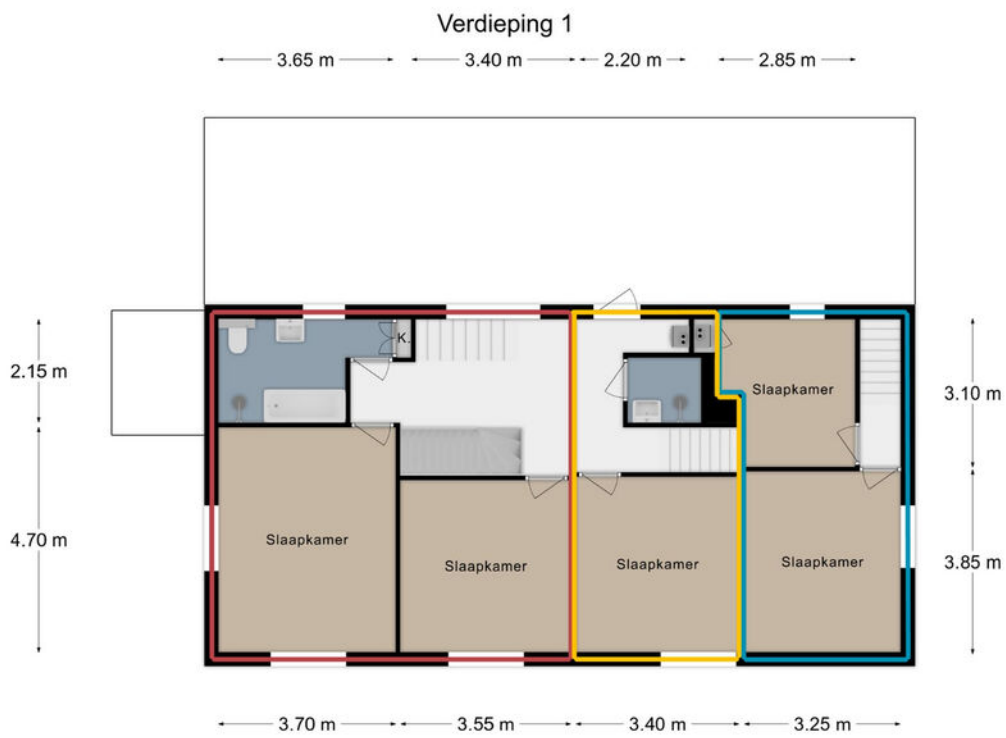 Verdieping 1
3.65 m
3.40 m
2.20 m
2.85 m
2.15 m
K.
Slaapkamer
3.10 m
4.70 m
Slaapkamer
Slaapkamer
Slaapkamer
Slaapkamer
3.85 m
3.70 m
3.55 m
3.40 m
3.25 m